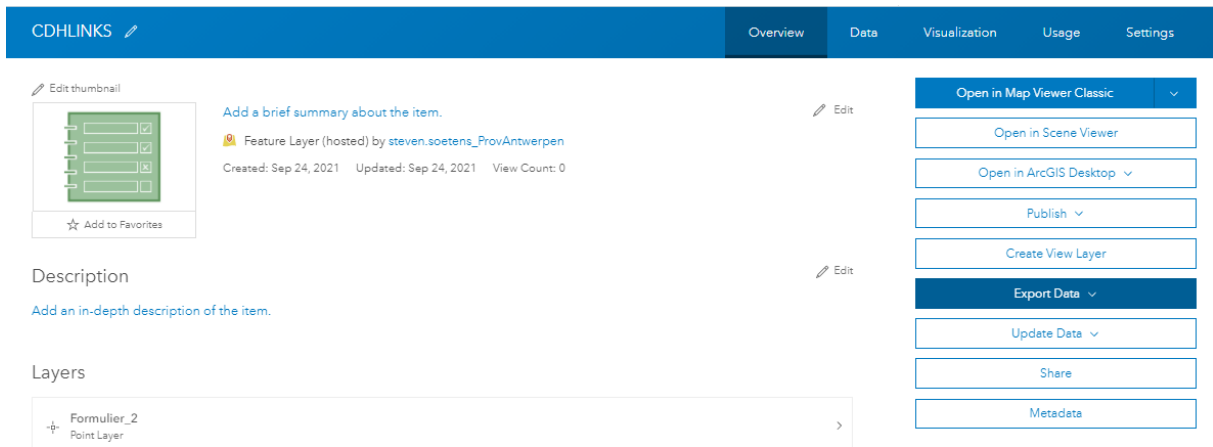 CDHLINKS
Overview Data Visualization Usage Settings
Edit thumbnail
Add to Favorites
Add a brief summary about the item.
Edit
Feature Layer (hosted) by steven.soetens_ProvAntwerpen
Created: Sep 24, 2021 Updated: Sep 24, 2021 View Count: 0
Description
Edit
Add an in-depth description of the item.
Layers
Formulier_2
Point Layer
Open in Map Viewer Classic
Open in Scene Viewer
Open in ArcGIS Desktop
Publish
Create View Layer
Export Data
Update Data
Share
Metadata